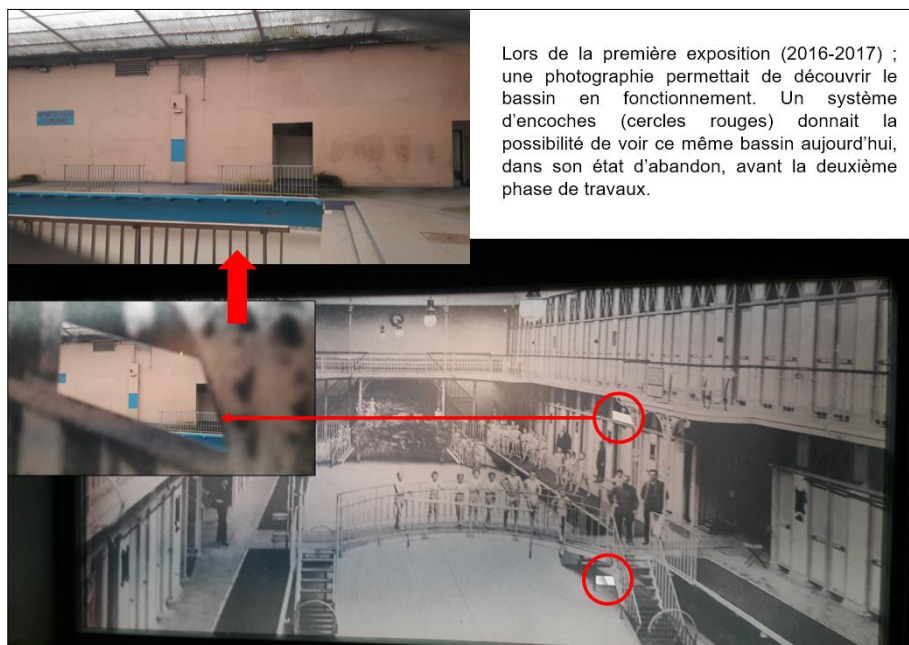 Lors de la première exposition (2016-2017) ;
une photographie permettait de découvrir le
bassin en fonctionnement. Un système
d'encoches (cercles rouges) donnait la
possibilité de voir ce même bassin aujourd'hui,
dans son état d'abandon, avant la deuxième
phase de travaux.